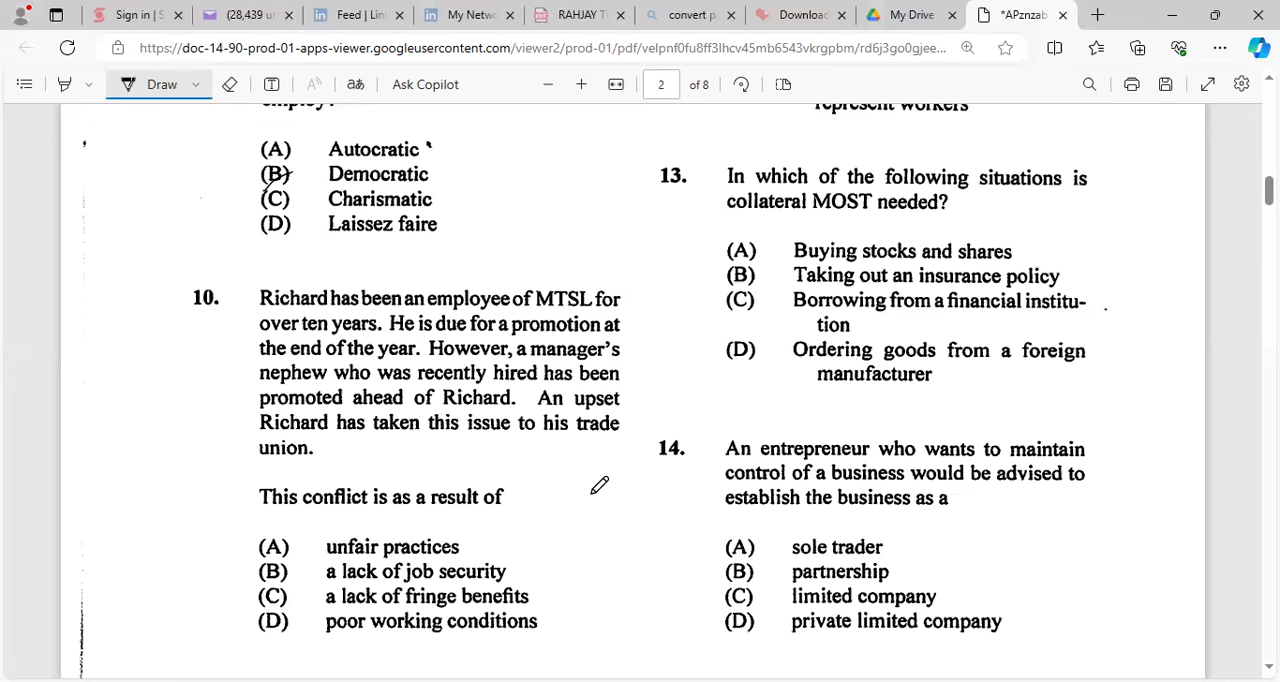 Sign in | S
(28,439 u
Feed | Lin
My Netwo
RAHJAY T
convert p
Download
My Drive
*APznzab
https://doc-14-90-prod-01-apps-viewer.googleusercontent.com/viewer2/prod-01/pdf/velpnf0fu8ff3lhcv45mb6543vkrgpbm/rd6j3go0gjee...
Draw
aあ
Ask Copilot
2 of 8
employ?
(A) Autocratic
(B) Democratic
(C) Charismatic
(D) Laissez faire
10. Richard has been an employee of MTSL for
over ten years. He is due for a promotion at
the end of the year. However, a manager's
nephew who was recently hired has been
promoted ahead of Richard. An upset
Richard has taken this issue to his trade
union.
This conflict is as a result of
(A) unfair practices
(B) a lack of job security
(C) a lack of fringe benefits
(D) poor working conditions
represent workers
13. In which of the following situations is
collateral MOST needed?
(A) Buying stocks and shares
(B) Taking out an insurance policy
(C) Borrowing from a financial institu-
tion
(D) Ordering goods from a foreign
manufacturer
14. An entrepreneur who wants to maintain
control of a business would be advised to
establish the business as a
(A) sole trader
(B) partnership
(C) limited company
(D) private limited company